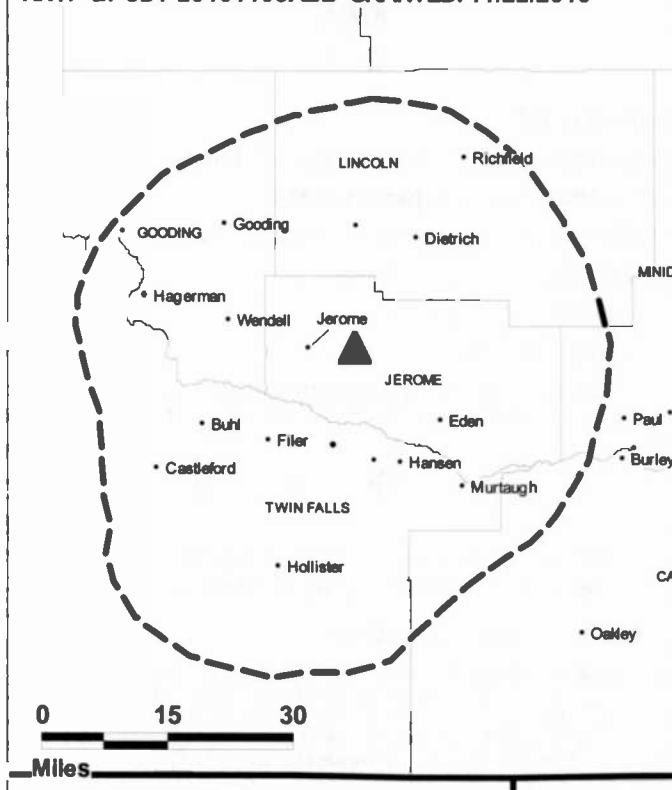 LINCOLN
Richfield
GOODING
Gooding
Dietrich
MINID
Hagerman
Wendell
Jerome
JEROME
Buhl
Filer
Eden
Paul
Castleford
Hansen
Burley
Murtaugh
TWIN FALLS
Hollister
CA
Oakley
0 15 30
Miles